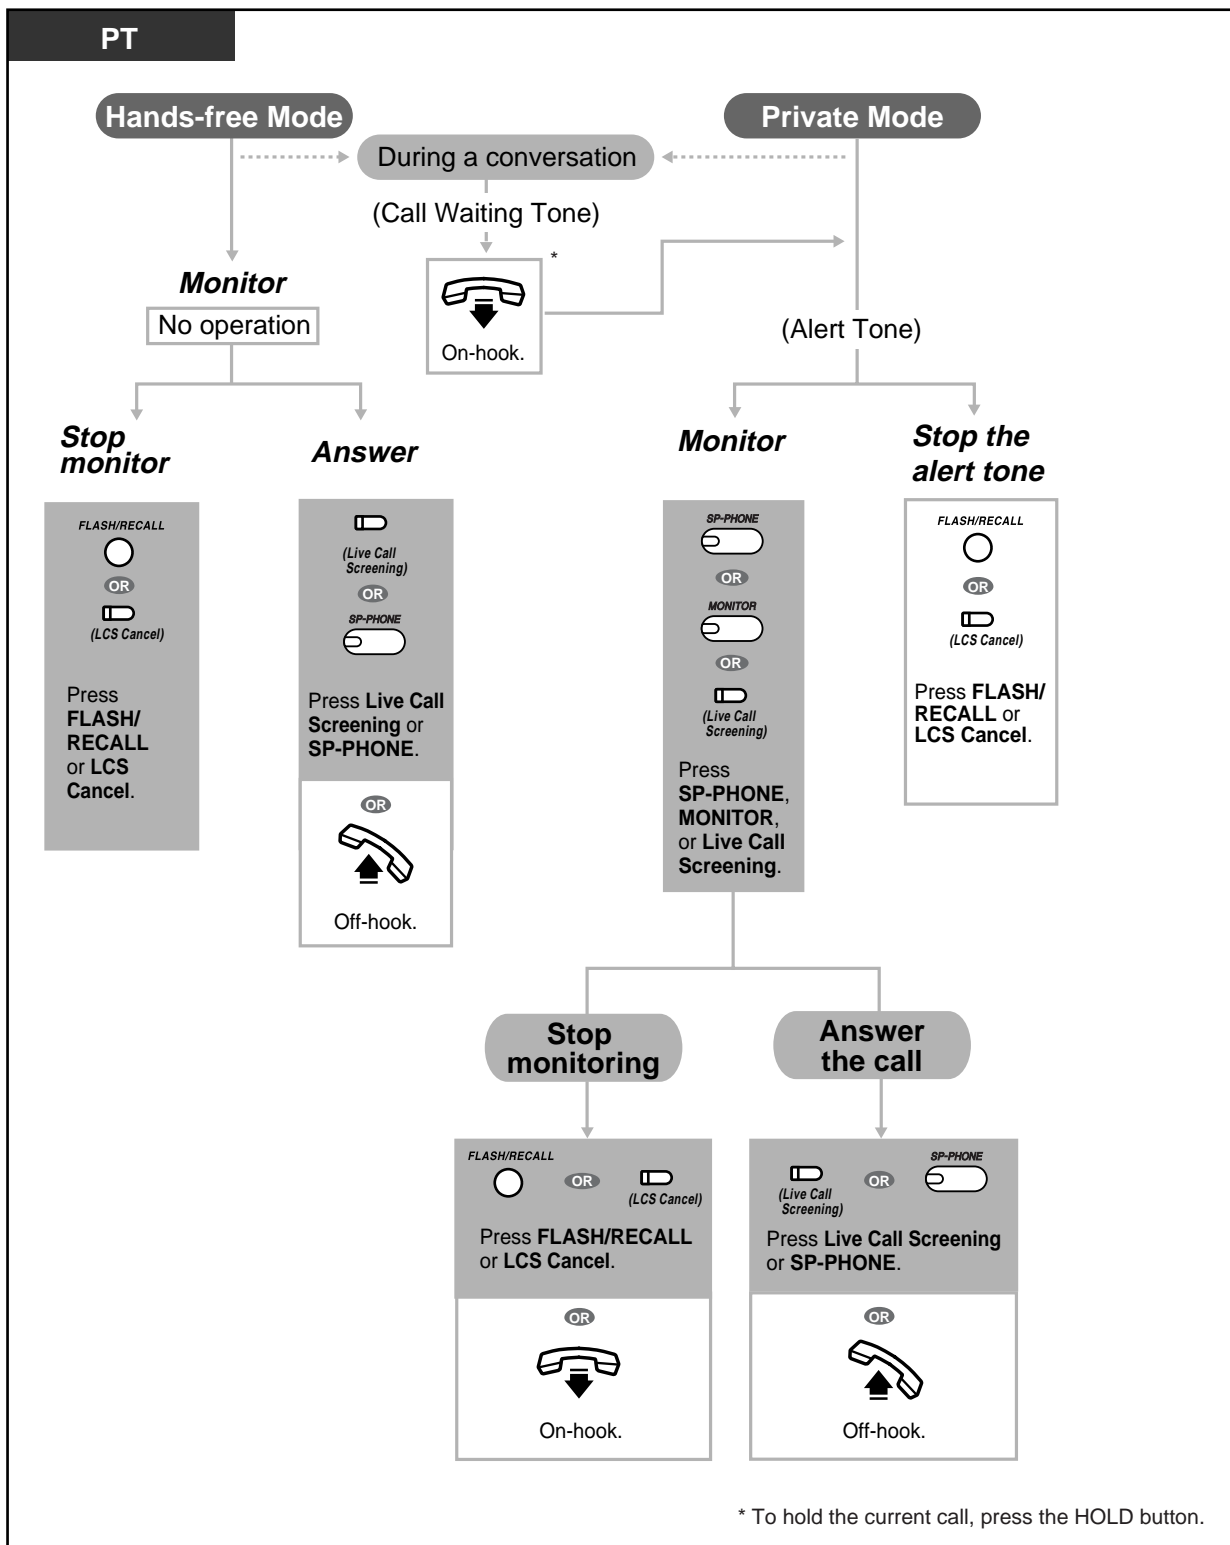 PT
Hands-free Mode
Private Mode
During a conversation
(Call Waiting Tone)
*
On-hook.
Monitor
No operation
(Alert Tone)
Stop
monitor
FLASH/RECALL
OR
(LCS Cancel)
Press
FLASH/
RECALL
or LCS
Cancel.
Answer
(Live Call
Screening)
OR
SP-PHONE
Press Live Call
Screening or
SP-PHONE.
OR
Off-hook.
Monitor
SP-PHONE
OR
MONITOR
OR
(Live Call
Screening)
Press
SP-PHONE,
MONITOR,
or Live Call
Screening.
Stop the
alert tone
FLASH/RECALL
OR
(LCS Cancel)
Press FLASH/
RECALL or
LCS Cancel.
Stop
monitoring
FLASH/RECALL
OR
(LCS Cancel)
Press FLASH/RECALL
or LCS Cancel.
OR
On-hook.
Answer
the call
(Live Call
Screening)
OR
SP-PHONE
Press Live Call Screening
or SP-PHONE.
OR
Off-hook.
* To hold the current call, press the HOLD button.